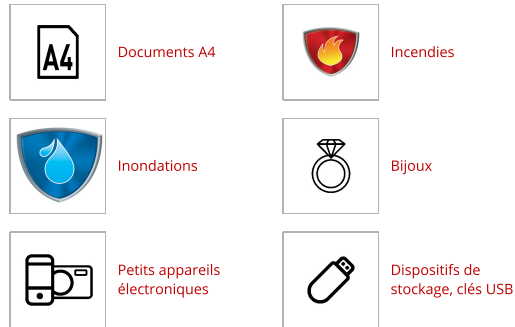 A4
Documents A4
Incendies
Inondations
Bijoux
Petits appareils
électroniques
Dispositifs de
stockage, clés USB